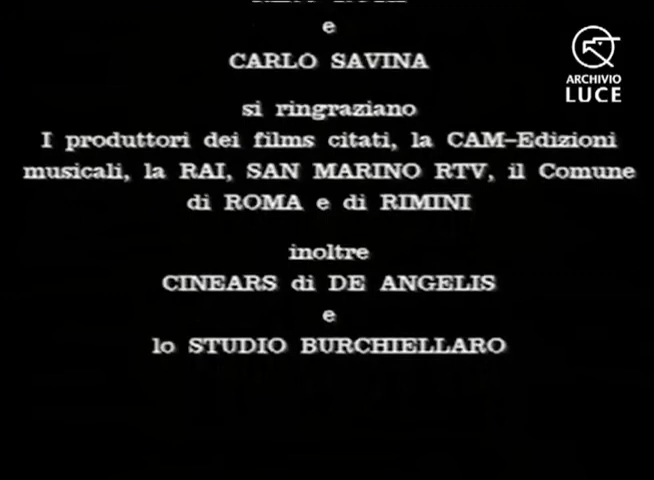 e
CARLO SAVINA
si ringraziano
I produttori dei films citati, la CAM-Edizioni
musicali, la RAI, SAN MARINO RTV, il Comune
di ROMA e di RIMINI
inoltre
CINEARS di DE ANGELIS
e
lo STUDIO BURCHIELLARO
ARCHIVIO
LUCE